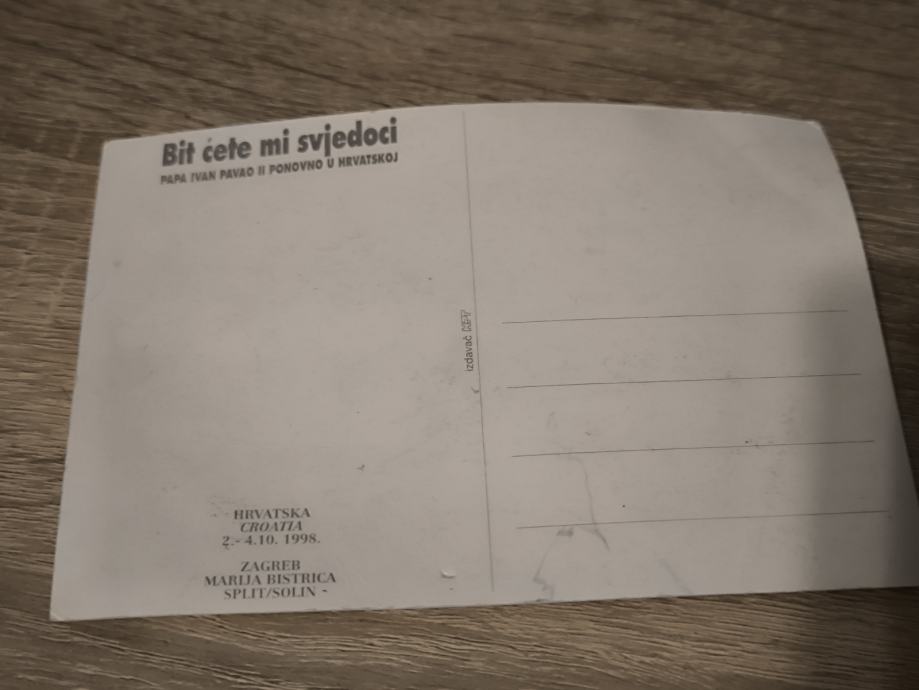 Bit ćete mi svjedoci
PAPA IVAN PAVAO II PONOVNO U HRVATSKOJ
izdavač
HRVATSKA
CROATIA
2.- 4.10. 1998.
ZAGREB
MARIJA BISTRICA
SPLIT/SOLIN